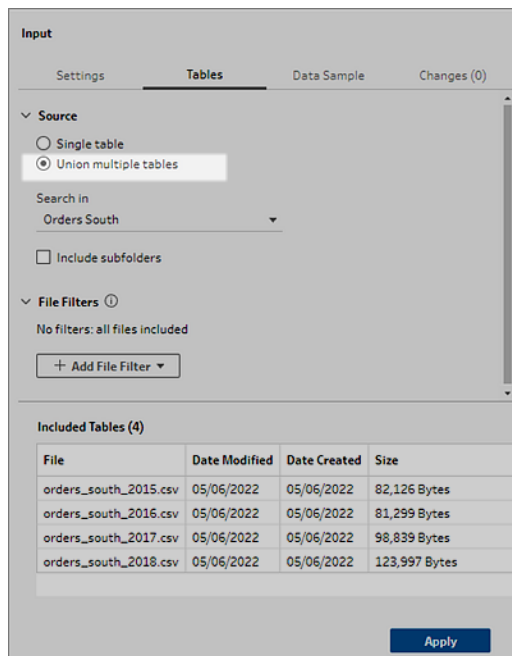 Input
Settings Tables Data Sample Changes (0)
Source
Single table
Union multiple tables
Search in
Orders South
Include subfolders
File Filters
No filters: all files included
+ Add File Filter
Included Tables (4)
File Date Modified Date Created Size
orders_south_2015.csv 05/06/2022 05/06/2022 82,126 Bytes
orders_south_2016.csv 05/06/2022 05/06/2022 81,299 Bytes
orders_south_2017.csv 05/06/2022 05/06/2022 98,839 Bytes
orders_south_2018.csv 05/06/2022 05/06/2022 123,997 Bytes
Apply